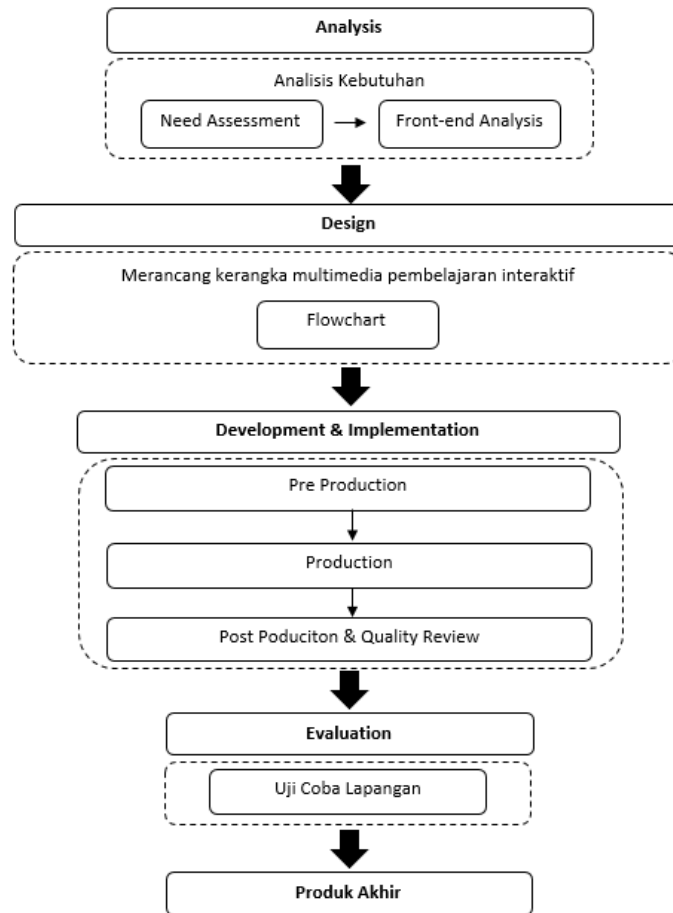 Analysis
Analisis Kebutuhan
Need Assessment
Front-end Analysis
Design
Merancang kerangka multimedia pembelajaran interaktif
Flowchart
Development & Implementation
Pre Production
Production
Post Poduciton & Quality Review
Evaluation
Uji Coba Lapangan
Produk Akhir